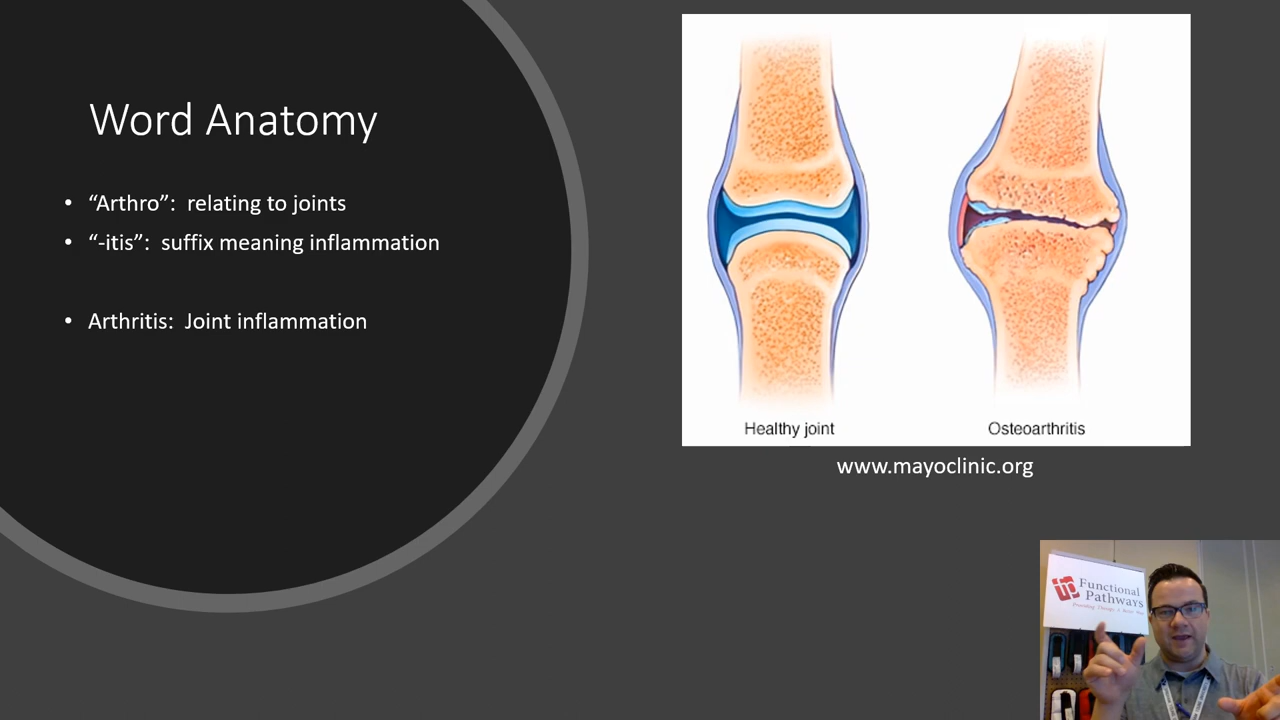 Word Anatomy
• “Arthro”: relating to joints
• “-itis”: suffix meaning inflammation
• Arthritis: Joint inflammation
Healthy joint
Osteoarthritis
www.mayoclinic.org
Functional
Pathways